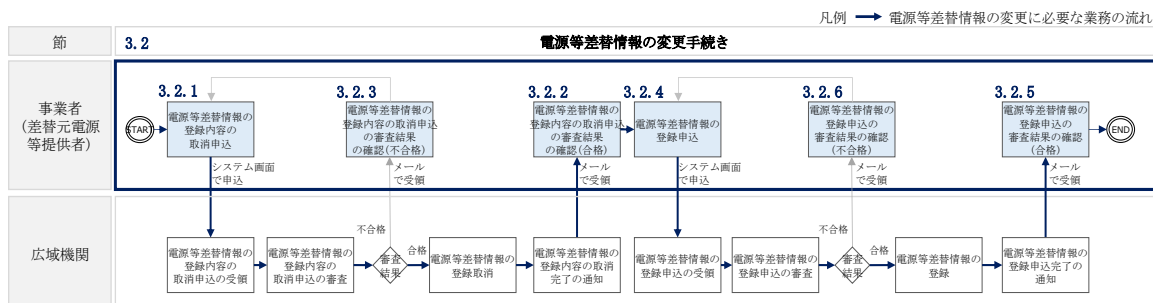 凡例 電源等差替情報の変更に必要な業務の流れ
節
3.2
電源等差替情報の変更手続き
事業者
(差替元電源
等提供者)
START
3.2.1
電源等差替情報の
登録内容の
取消申込
3.2.3
電源等差替情報の
登録内容の取消申込
の審査結果
の確認(不合格)
3.2.2
電源等差替情報の
登録内容の取消申込
の審査結果
の確認(合格)
3.2.4
電源等差替情報の
登録申込
3.2.6
電源等差替情報の
登録申込の
審査結果の確認
(不合格)
3.2.5
電源等差替情報の
登録申込の
審査結果の確認
(合格)
END
システム画面
で申込
メール
で受領
メール
で受領
システム画面
で申込
メール
で受領
メール
で受領
広域機関
電源等差替情報の
登録内容の
取消申込の受領
電源等差替情報の
登録内容の
取消申込の審査
不合格
審査
結果
合格
電源等差替情報の
登録取消
電源等差替情報の
登録内容の取消
完了の通知
電源等差替情報の
登録申込の受領
電源等差替情報の
登録申込の審査
不合格
審査
結果
合格
電源等差替情報の
登録
電源等差替情報の
登録申込完了の
通知